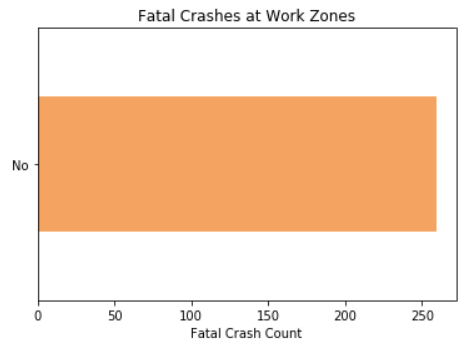 Fatal Crashes at Work Zones
No
0 50 100 150 200 250
Fatal Crash Count